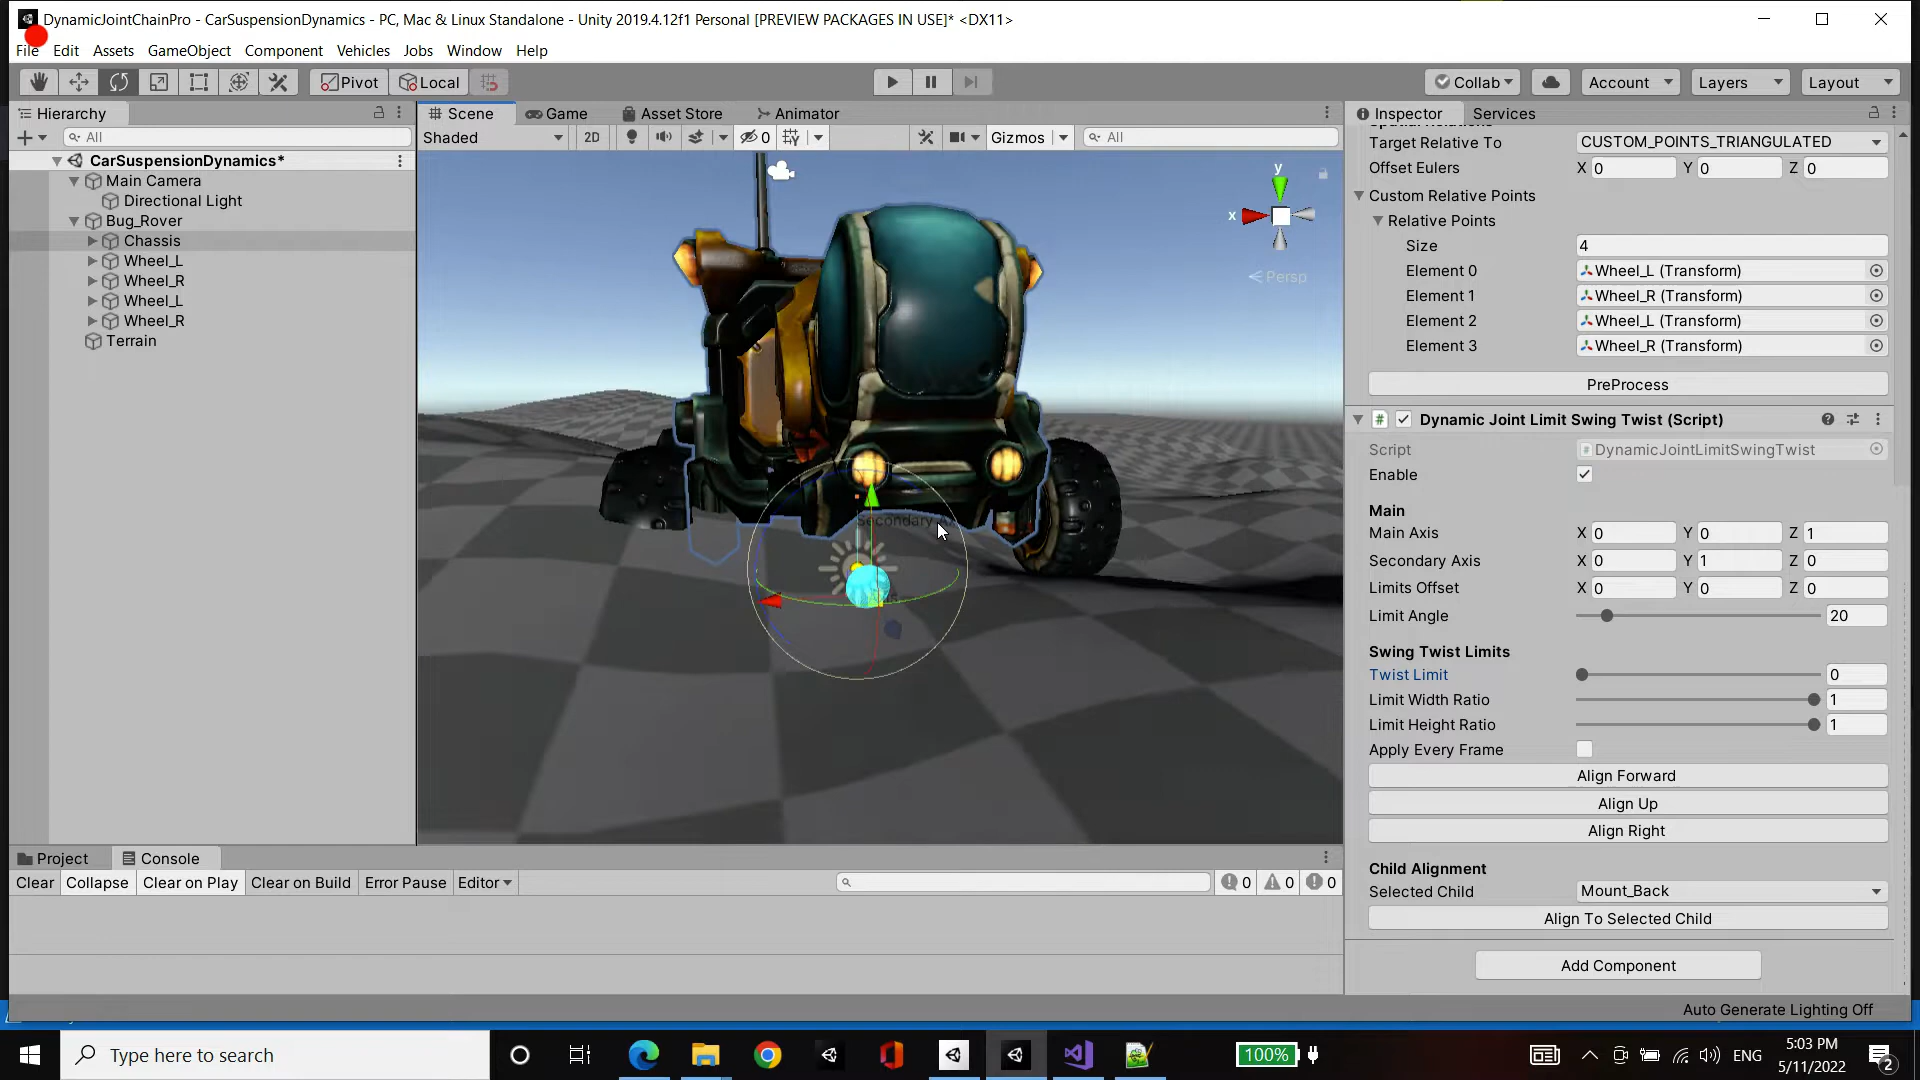 DynamicJointChainPro - CarSuspensionDynamics - PC, Mac & Linux Standalone - Unity 2019.4.12f1 Personal [PREVIEW PACKAGES IN USE]* <DX11>
File Edit Assets GameObject Component Vehicles Jobs Window Help
Pivot Local Collab Account Layers Layout
Hierarchy
All
CarSuspensionDynamics*
Main Camera
Directional Light
Bug_Rover
Chassis
Wheel_L
Wheel_R
Wheel_L
Wheel_R
Terrain
Scene Game Asset Store Animator
Shaded 2D 0 Gizmos All
y
x
Persp
Secondary
Inspector Services
Target Relative To CUSTOM_POINTS_TRIANGULATED
Offset Eulers X 0 Y 0 Z 0
Custom Relative Points
Relative Points
Size 4
Element 0 Wheel_L (Transform)
Element 1 Wheel_R (Transform)
Element 2 Wheel_L (Transform)
Element 3 Wheel_R (Transform)
PreProcess
# Dynamic Joint Limit Swing Twist (Script)
Script DynamicJointLimitSwingTwist
Enable
Main
Main Axis X 0 Y 0 Z 1
Secondary Axis X 0 Y 1 Z 0
Limits Offset X 0 Y 0 Z 0
Limit Angle 20
Swing Twist Limits
Twist Limit 0
Limit Width Ratio 1
Limit Height Ratio 1
Apply Every Frame
Align Forward
Align Up
Align Right
Child Alignment
Selected Child Mount_Back
Align To Selected Child
Add Component
Project Console
Clear Collapse Clear on Play Clear on Build Error Pause Editor 0 0 0
Auto Generate Lighting Off
Type here to search
100%
ENG
5:03 PM
5/11/2022
2